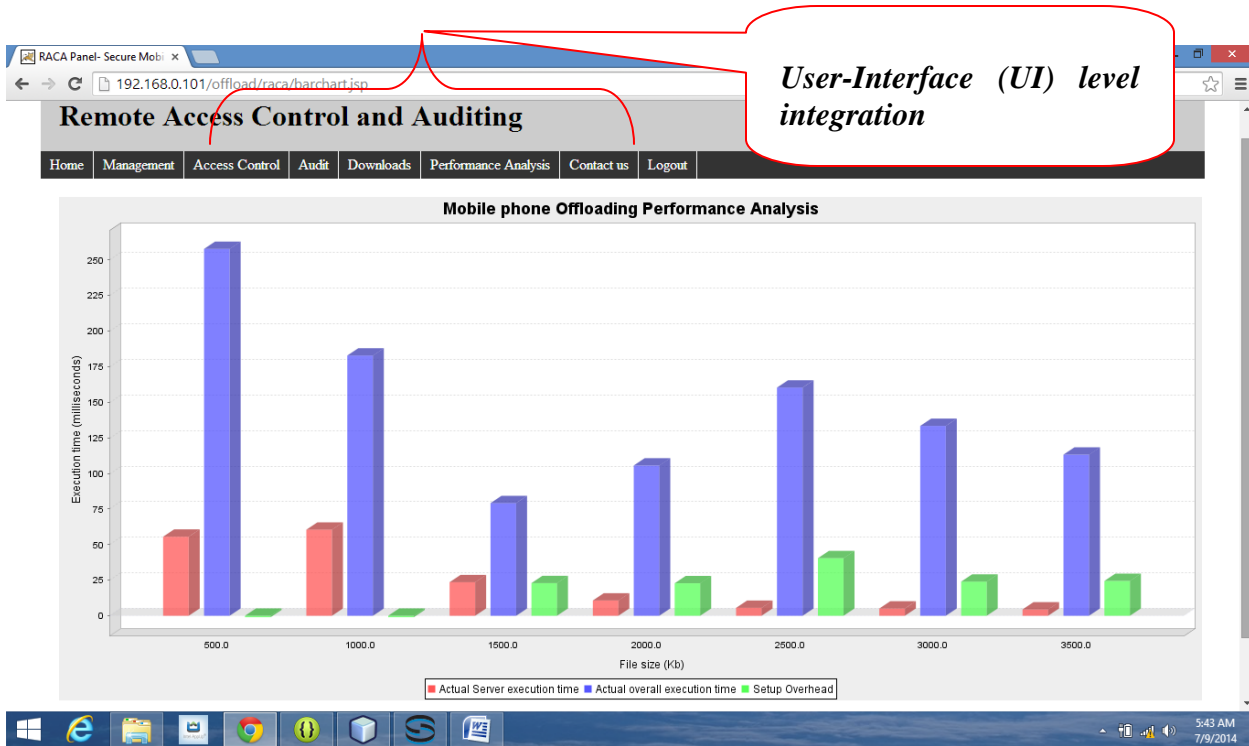 User-Interface (UI) level
integration
RACA Panel- Secure Mobi
192.168.0.101/offload/raca/barchart.jsp
Remote Access Control and Auditing
Home Management Access Control Audit Downloads Performance Analysis Contact us Logout
Mobile phone Offloading Performance Analysis
Execution time (milliseconds)
250
225
200
175
150
125
100
75
50
25
0
500.0 1000.0 1500.0 2000.0 2500.0 3000.0 3500.0
File size (Kb)
Actual Server execution time Actual overall execution time Setup Overhead
5:43 AM
7/9/2014